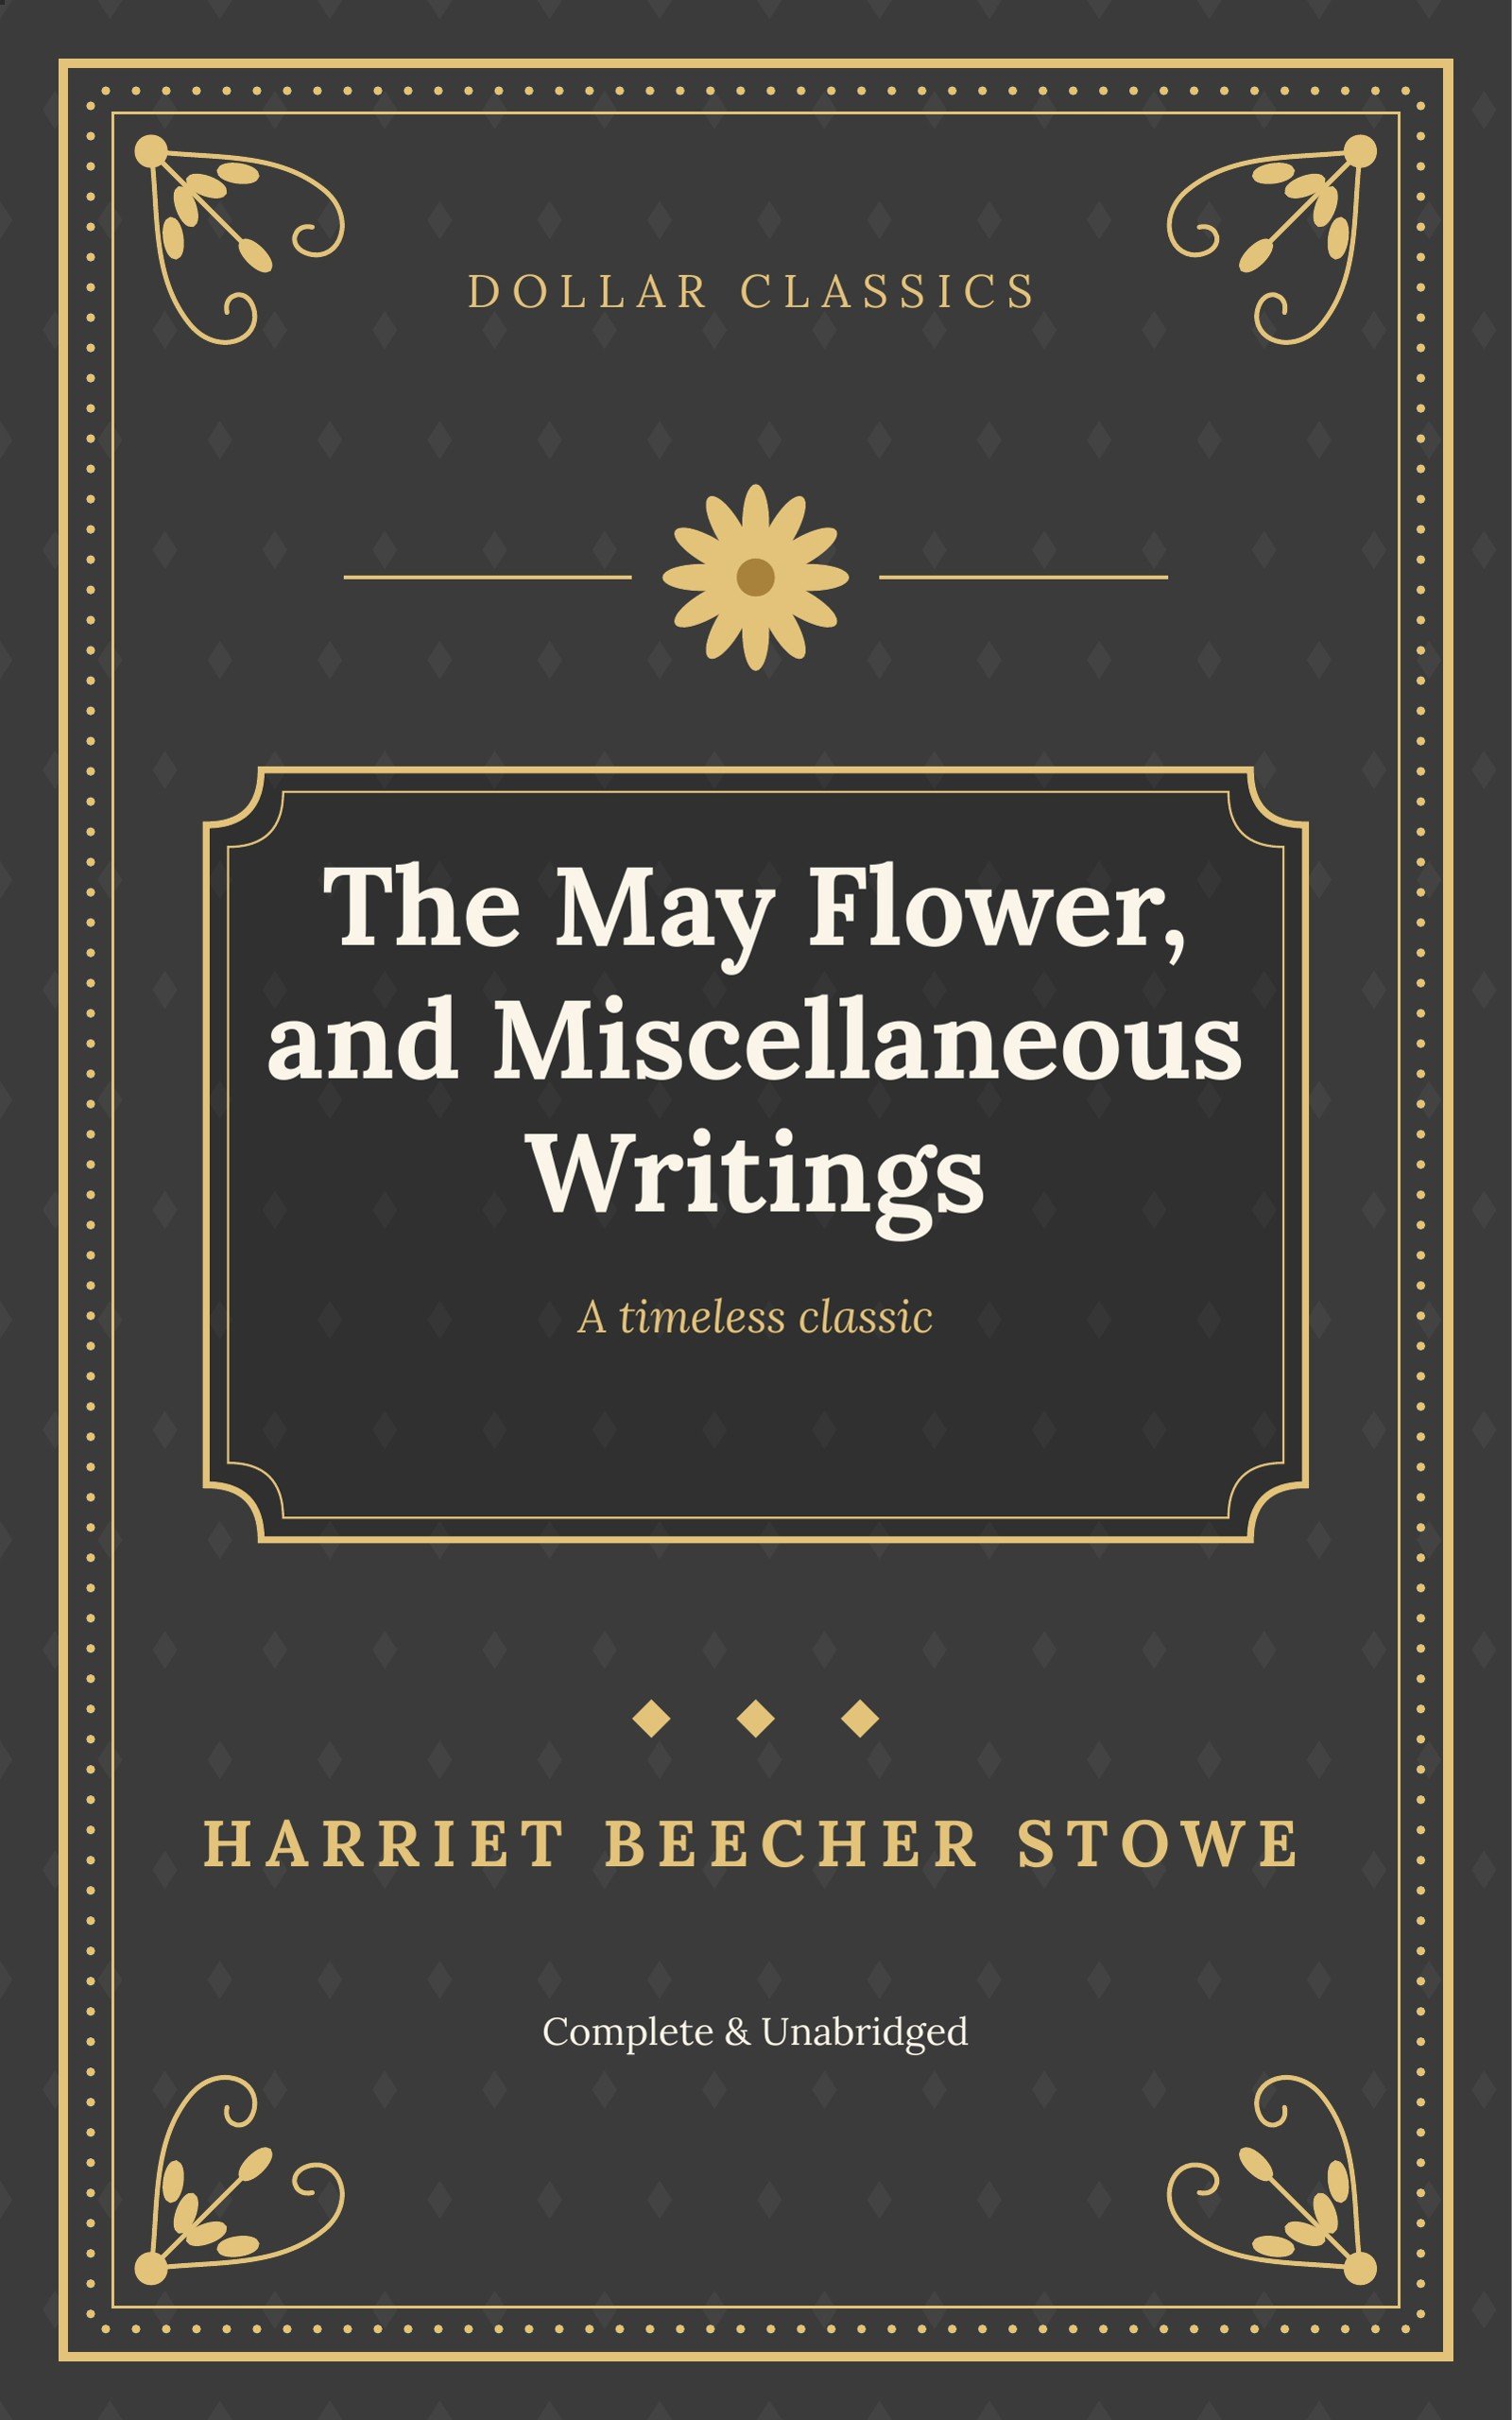 DOLLAR CLASSICS
The May Flower,
and Miscellaneous
Writings
A timeless classic
HARRIET BEECHER STOWE
Complete & Unabridged